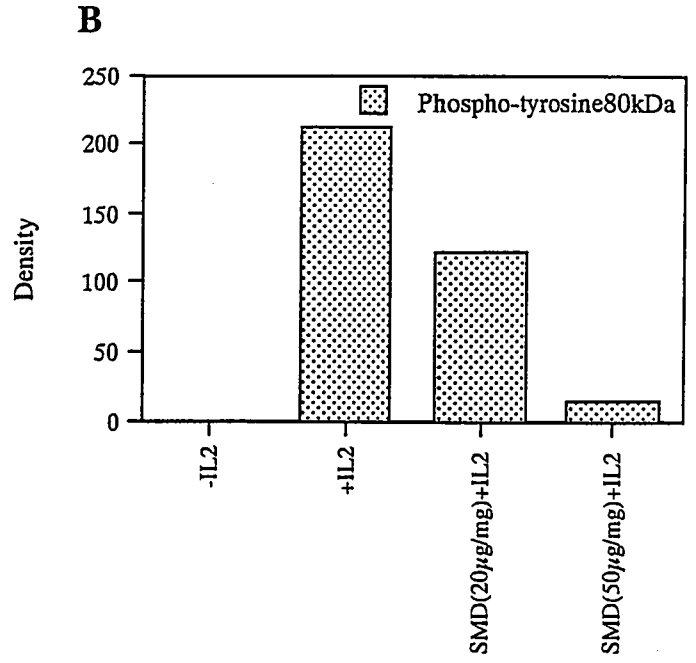 B
250
200
150
100
50
0
Density
Phospho-tyrosine80kDa
-IL2
+IL2
SMD(20µg/mg)+IL2
SMD(50µg/mg)+IL2